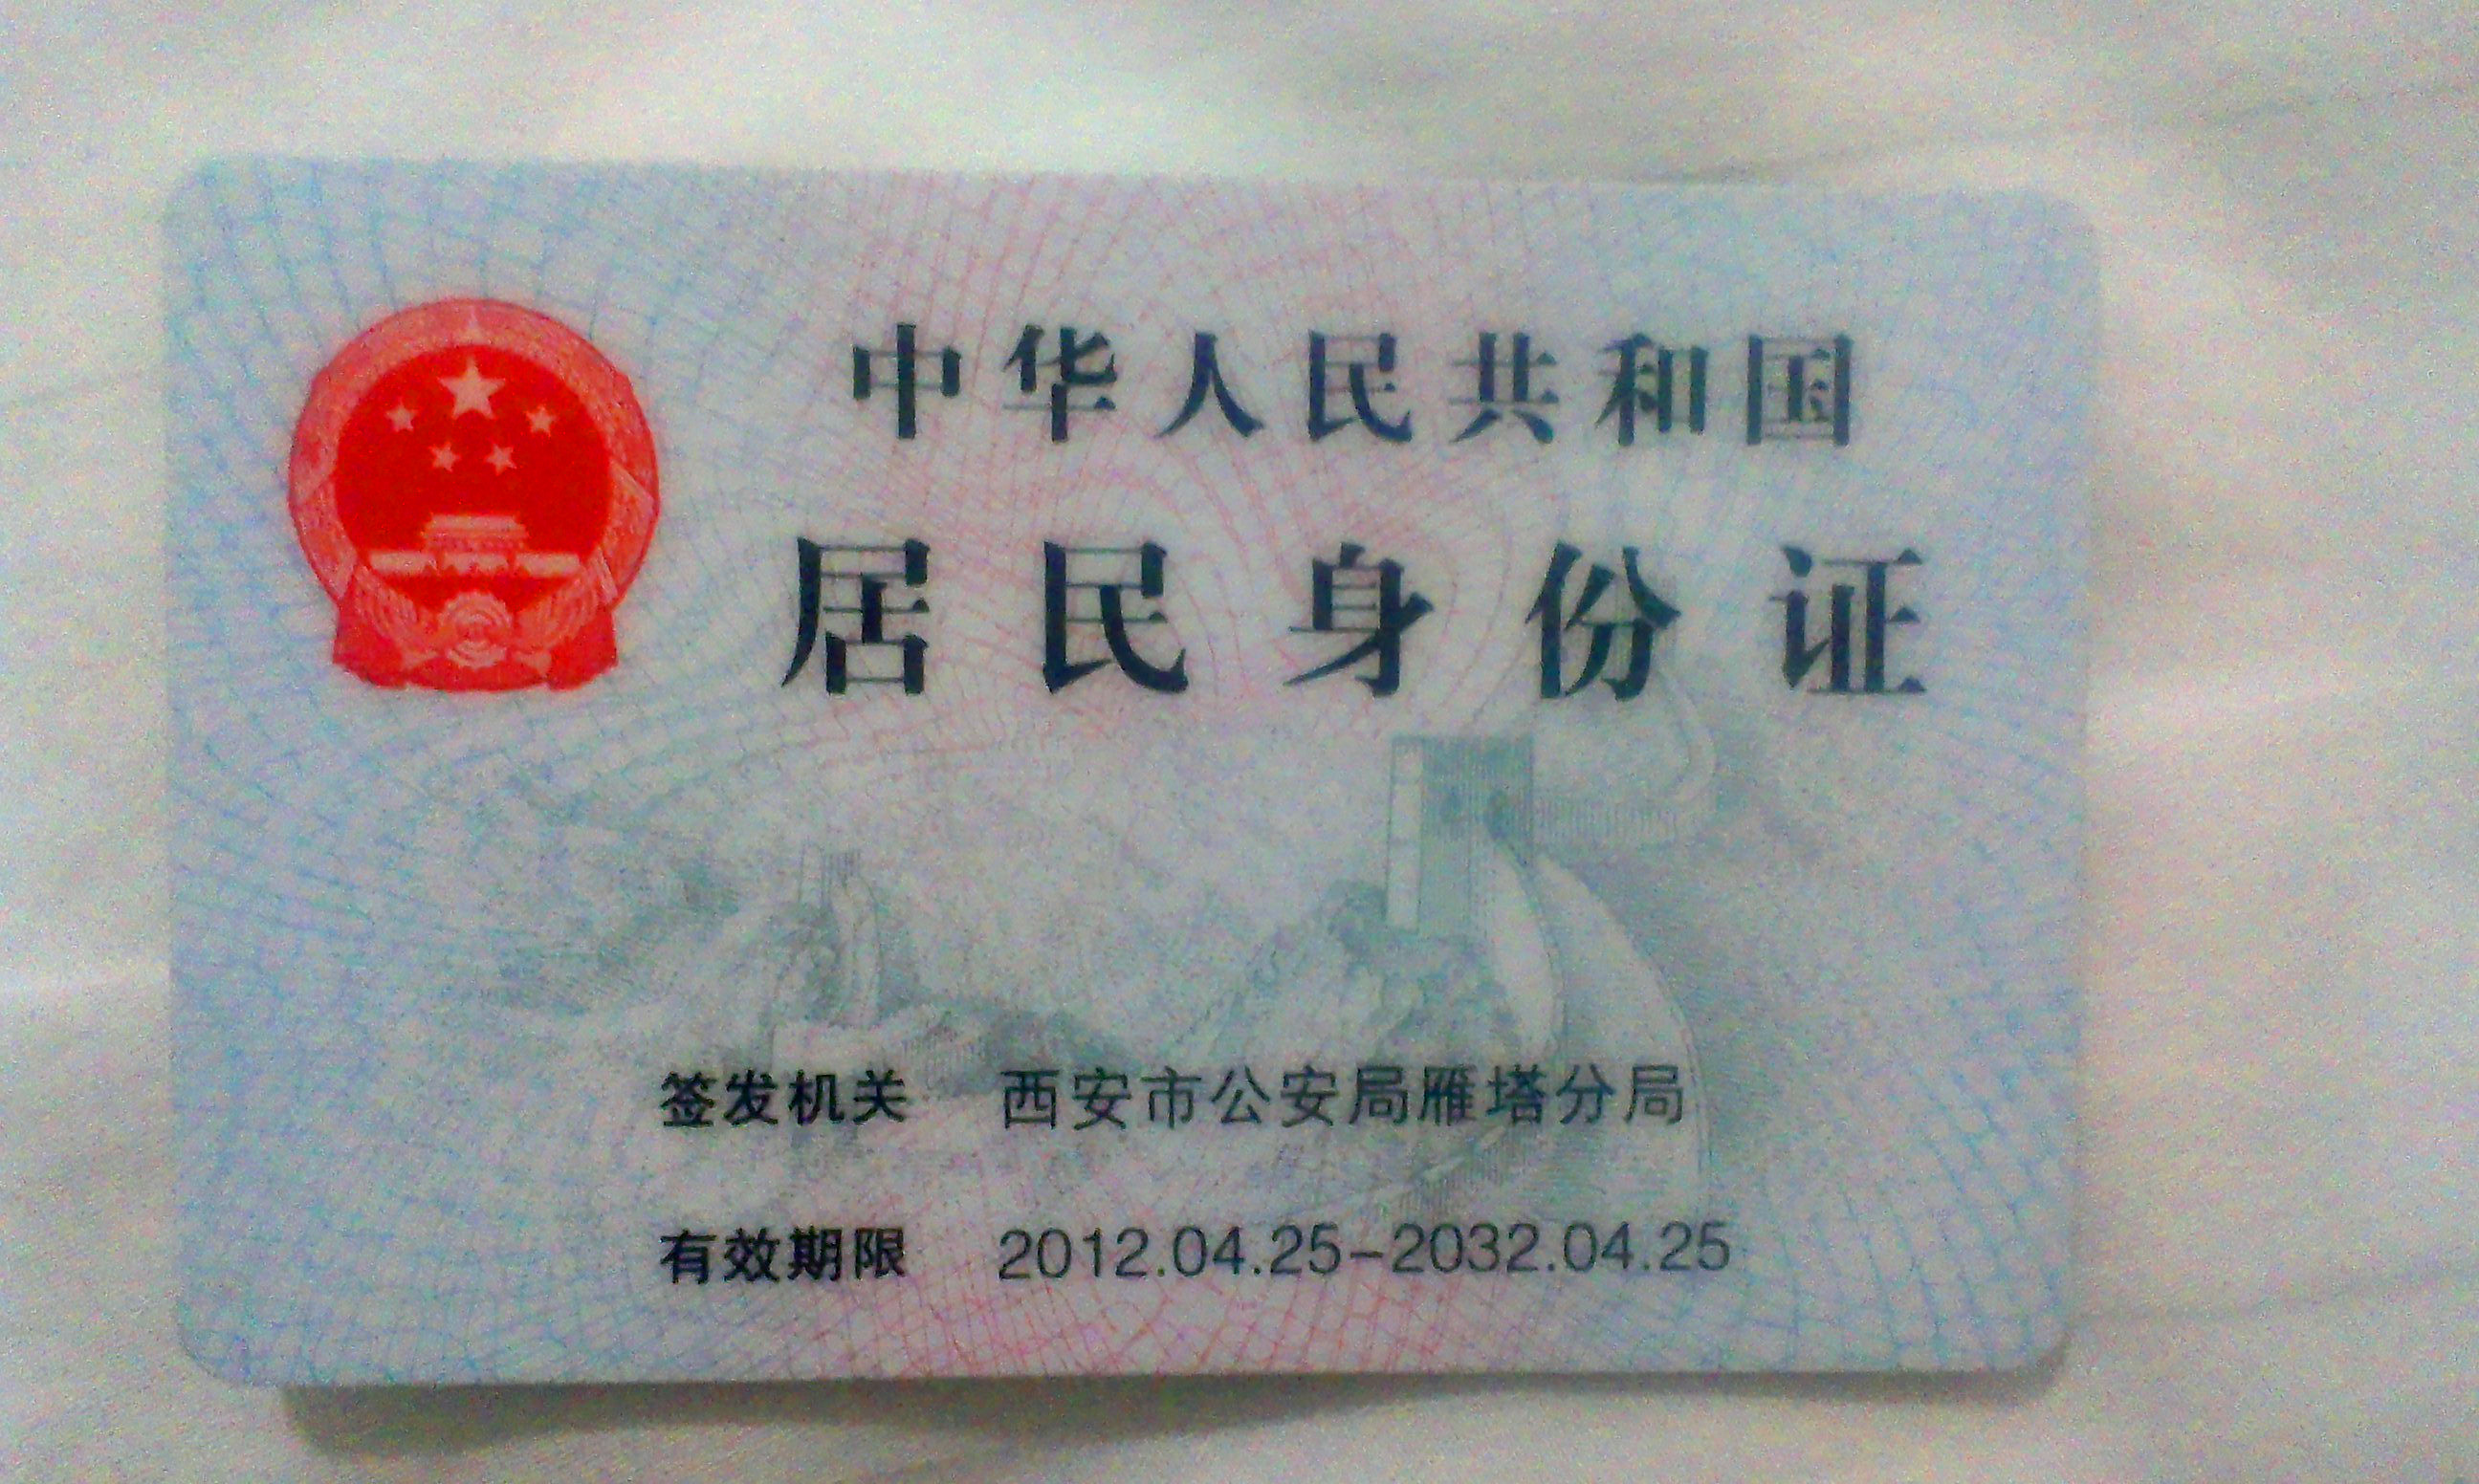 中华人民共和国
居民身份证
签发机关 西安市公安局雁塔分局
有效期限 2012.04.25-2032.04.25